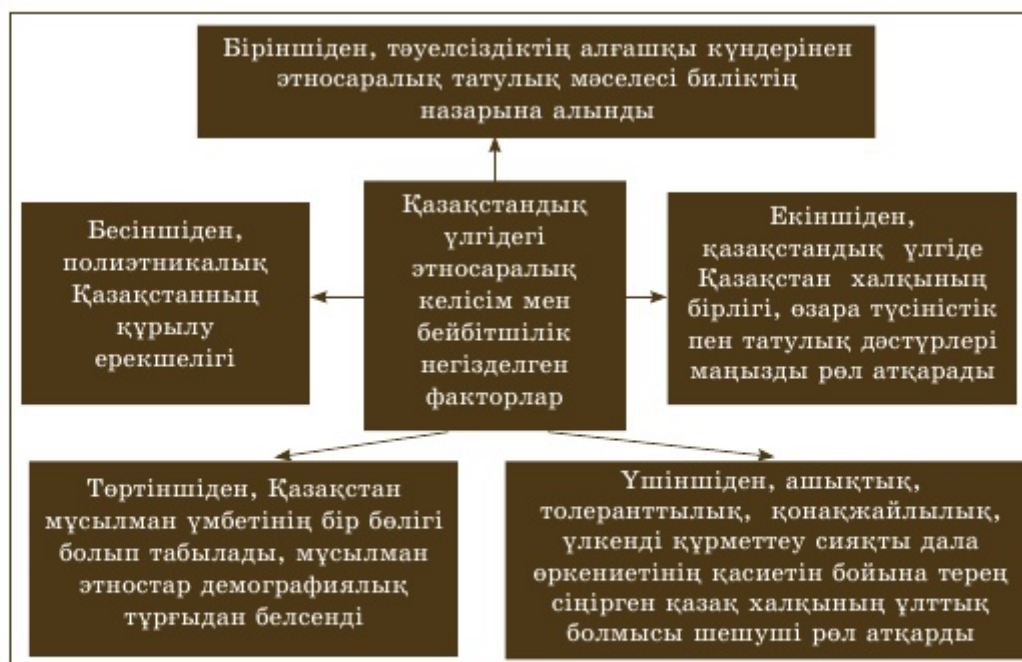 Біріншіден, тәуелсіздіктің алғашқы күндерінен
этносаралық татулық мәселесі биліктің
назарына алынды
Қазақстандық
үлгідегі
этносаралық
келісім мен
бейбітшілік
негізделген
факторлар
Екіншіден,
қазақстандық үлгіде
Қазақстан халқының
бірлігі, өзара түсіністік
пен татулық дәстүрлері
маңызды рөл атқарады
Үшіншіден, ашықтық,
толеранттылық, қонақжайлылық,
үлкенді құрметтеу сияқты дала
өркениетінің қасиетін бойына терең
сіңірген қазақ халқының ұлттық
болмысы шешуші рөл атқарды
Төртіншіден, Қазақстан
мұсылман үмбетінің бір бөлігі
болып табылады, мұсылман
этностар демографиялық
тұрғыдан белсенді
Бесіншіден,
полиэтникалық
Қазақстанның
құрылу
ерекшелігі